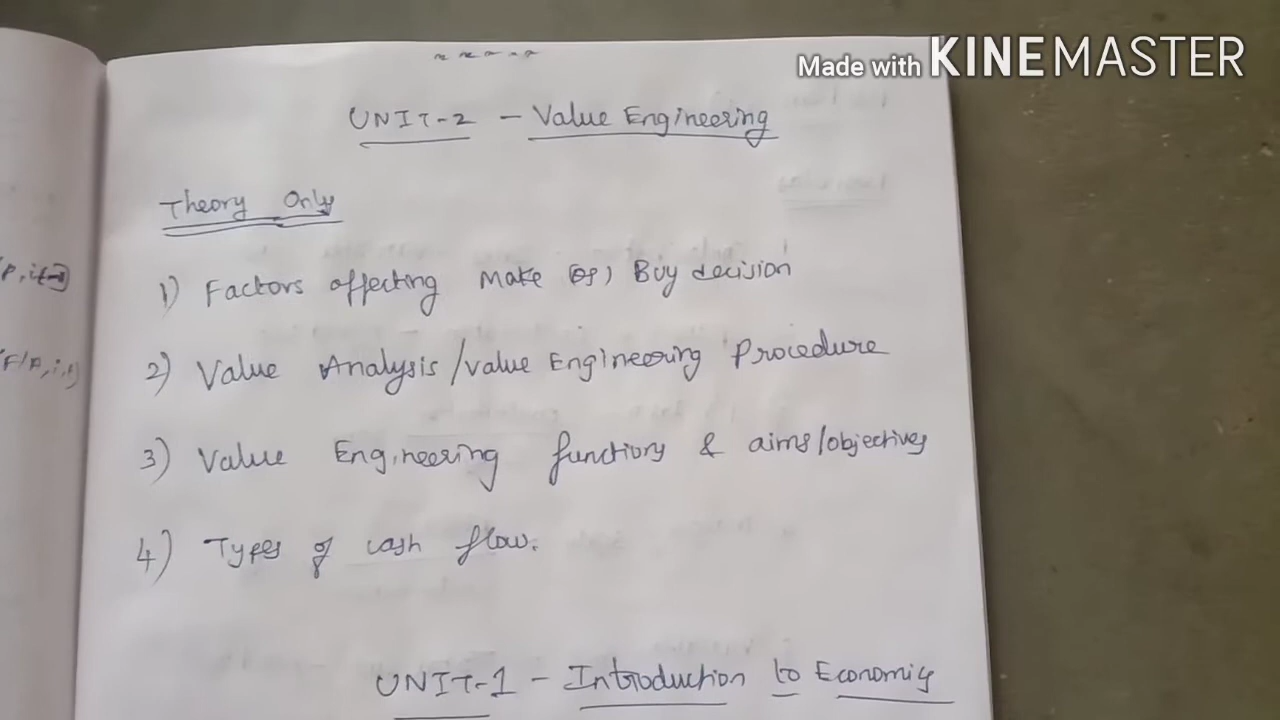 Made with KINEMASTER
UNIT-2 - Value Engineering
Theory Only
1) Factors affecting Make (or) Buy decision
2) Value Analysis/Value Engineering Procedure
3) Value Engineering functions & aims/objectives
4) Types of cash flow.
UNIT-1 - Introduction to Economics